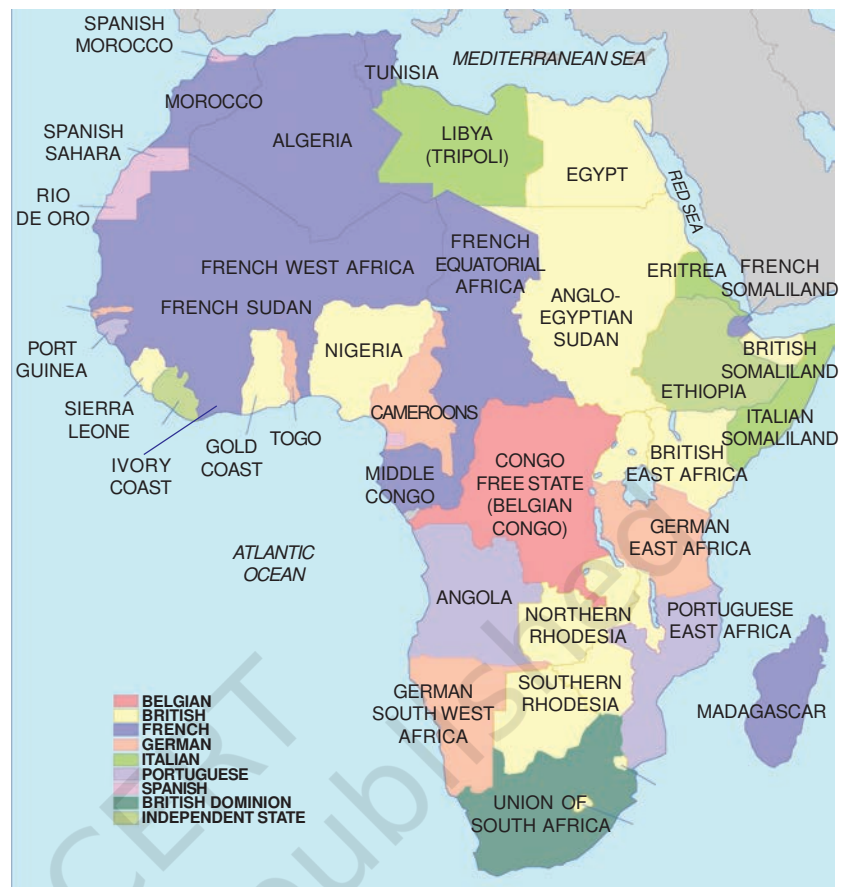 SPANISH
MOROCCO
MEDITERRANEAN SEA
TUNISIA
MOROCCO
SPANISH
SAHARA
ALGERIA
LIBYA
(TRIPOLI)
EGYPT
RIO
DE ORO
RED SEA
FRENCH WEST AFRICA
FRENCH
EQUATORIAL
AFRICA
ERITREA
FRENCH
SOMALILAND
FRENCH SUDAN
ANGLO-
EGYPTIAN
SUDAN
PORT
GUINEA
NIGERIA
BRITISH
SOMALILAND
ETHIOPIA
SIERRA
LEONE
CAMEROONS
ITALIAN
SOMALILAND
IVORY
COAST
GOLD
COAST
TOGO
MIDDLE
CONGO
CONGO
FREE STATE
(BELGIAN
CONGO)
BRITISH
EAST AFRICA
GERMAN
EAST AFRICA
ATLANTIC
OCEAN
ANGOLA
NORTHERN
RHODESIA
PORTUGUESE
EAST AFRICA
GERMAN
SOUTH WEST
AFRICA
SOUTHERN
RHODESIA
MADAGASCAR
UNION OF
SOUTH AFRICA
BELGIAN
BRITISH
FRENCH
GERMAN
ITALIAN
PORTUGUESE
SPANISH
BRITISH DOMINION
INDEPENDENT STATE
CERT
published